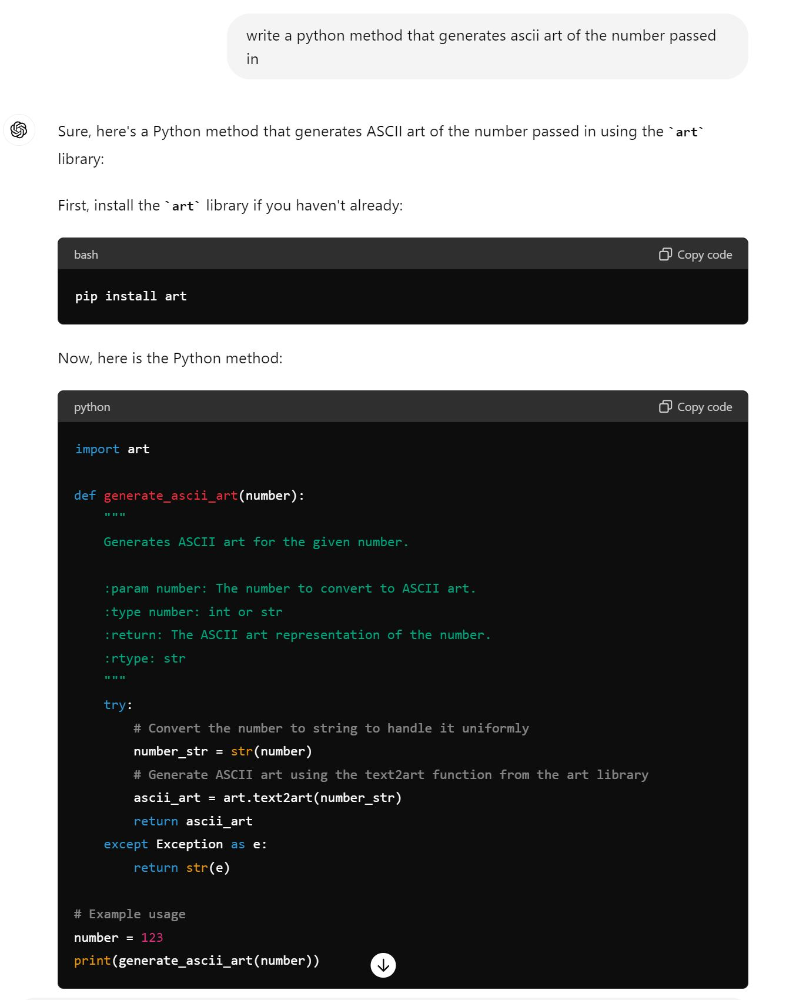 write a python method that generates ascii art of the number passed
in
Sure, here's a Python method that generates ASCII art of the number passed in using the `art`
library:
First, install the `art` library if you haven't already:
bash
Copy code
pip install art
Now, here is the Python method:
python
Copy code
import art
def generate_ascii_art(number):
    """
    Generates ASCII art for the given number.
    :param number: The number to convert to ASCII art.
    :type number: int or str
    :return: The ASCII art representation of the number.
    :rtype: str
    """
    try:
        # Convert the number to string to handle it uniformly
        number_str = str(number)
        # Generate ASCII art using the text2art function from the art library
        ascii_art = art.text2art(number_str)
        return ascii_art
    except Exception as e:
        return str(e)
# Example usage
number = 123
print(generate_ascii_art(number))